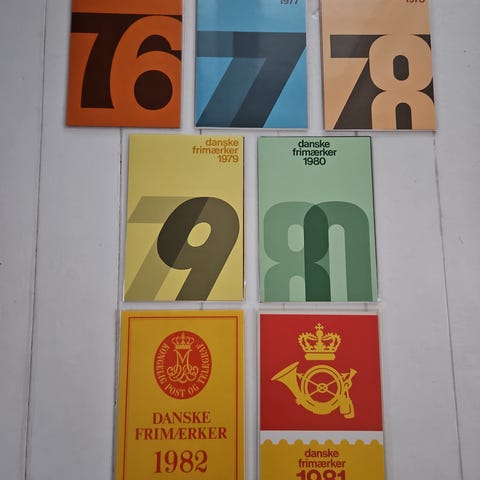 76
1977
77
1978
78
danske
frimærker
1979
79
danske
frimærker
1980
80
KONGELIG POST OG TELEGRAF
DANSKE
FRIMÆRKER
1982
danske
frimærker
1981